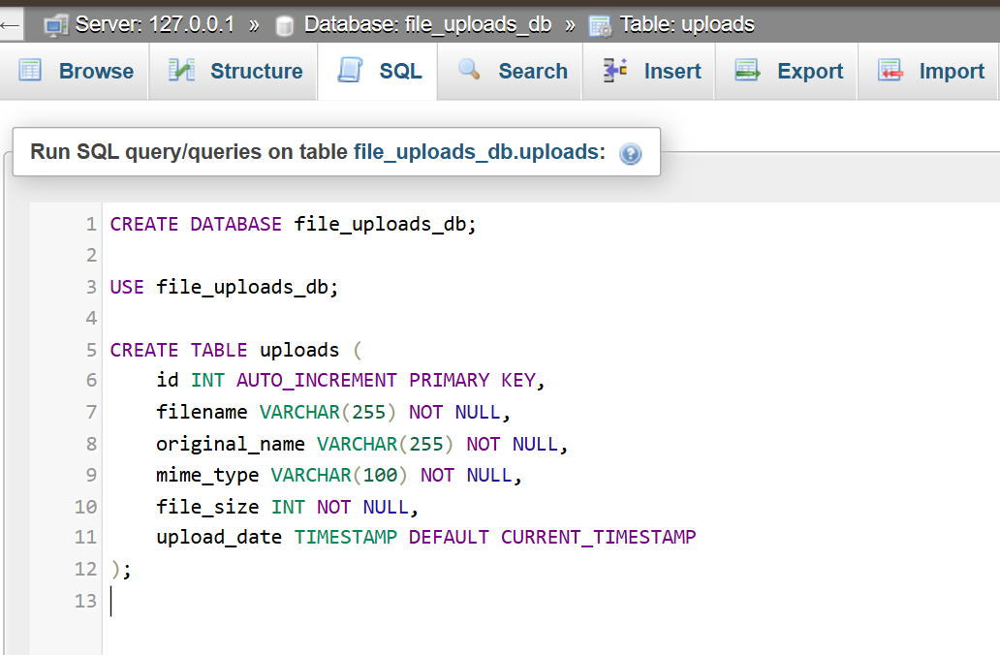 Server: 127.0.0.1 » Database: file_uploads_db » Table: uploads
Browse Structure SQL Search Insert Export Import
Run SQL query/queries on table file_uploads_db.uploads:
1 CREATE DATABASE file_uploads_db;
2
3 USE file_uploads_db;
4
5 CREATE TABLE uploads (
6 id INT AUTO_INCREMENT PRIMARY KEY,
7 filename VARCHAR(255) NOT NULL,
8 original_name VARCHAR(255) NOT NULL,
9 mime_type VARCHAR(100) NOT NULL,
10 file_size INT NOT NULL,
11 upload_date TIMESTAMP DEFAULT CURRENT_TIMESTAMP
12 );
13